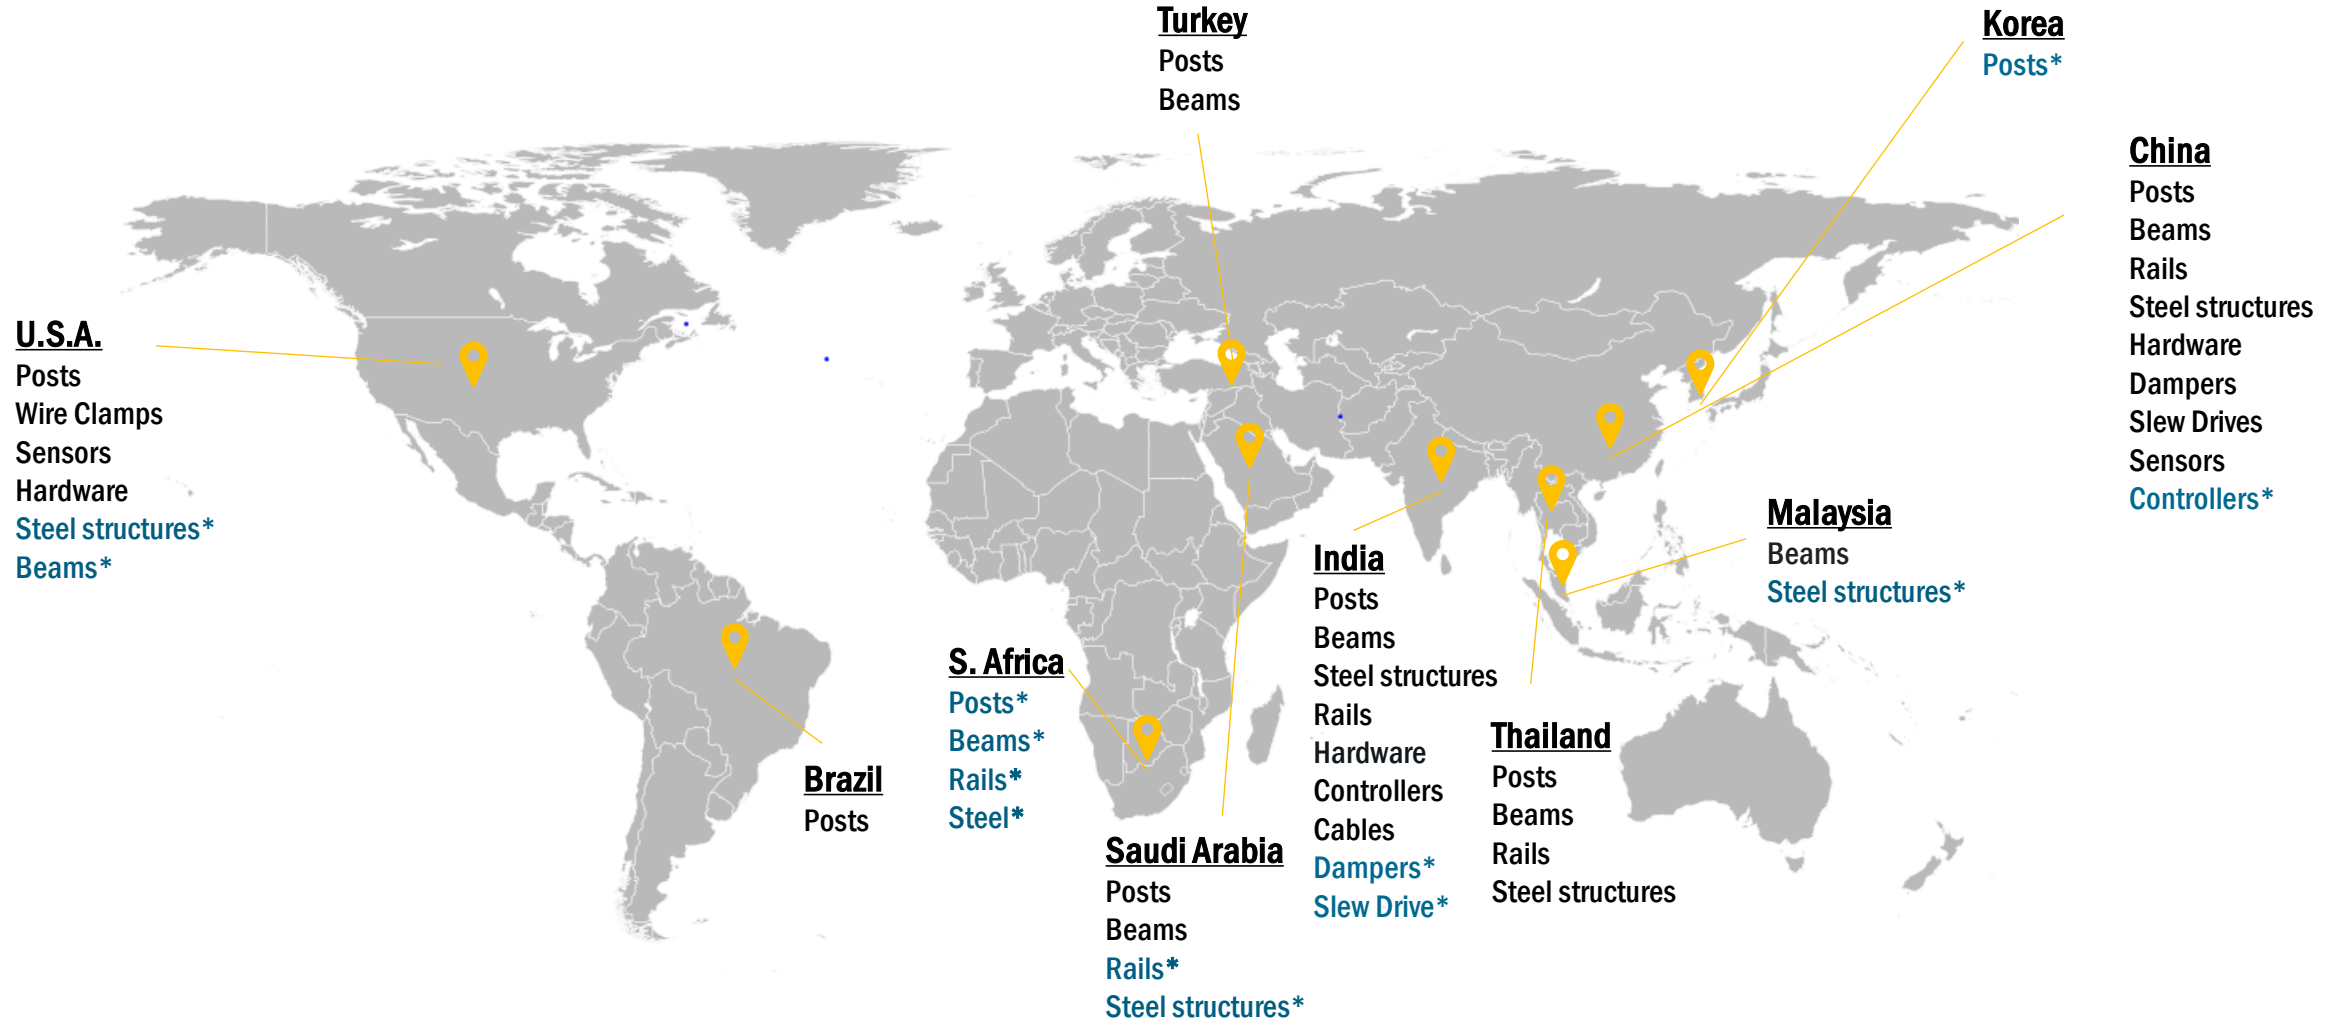 Turkey
Posts
Beams
Korea
Posts*
China
Posts
Beams
Rails
Steel structures
Hardware
Dampers
Slew Drives
Sensors
Controllers*
U.S.A.
Posts
Wire Clamps
Sensors
Hardware
Steel structures*
Beams*
Malaysia
Beams
Steel structures*
India
Posts
Beams
Steel structures
Rails
Hardware
Controllers
Cables
Dampers*
Slew Drive*
S. Africa
Posts*
Beams*
Rails*
Steel*
Thailand
Posts
Beams
Rails
Steel structures
Brazil
Posts
Saudi Arabia
Posts
Beams
Rails*
Steel structures*